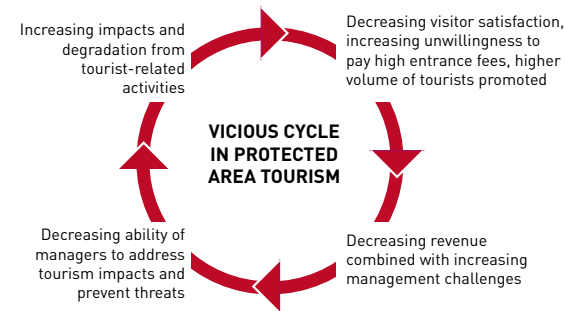 Increasing impacts and
degradation from
tourist-related
activities
Decreasing visitor satisfaction,
increasing unwillingness to
pay high entrance fees, higher
volume of tourists promoted
VICIOUS CYCLE
IN PROTECTED
AREA TOURISM
Decreasing ability of
managers to address
tourism impacts and
prevent threats
Decreasing revenue
combined with increasing
management challenges